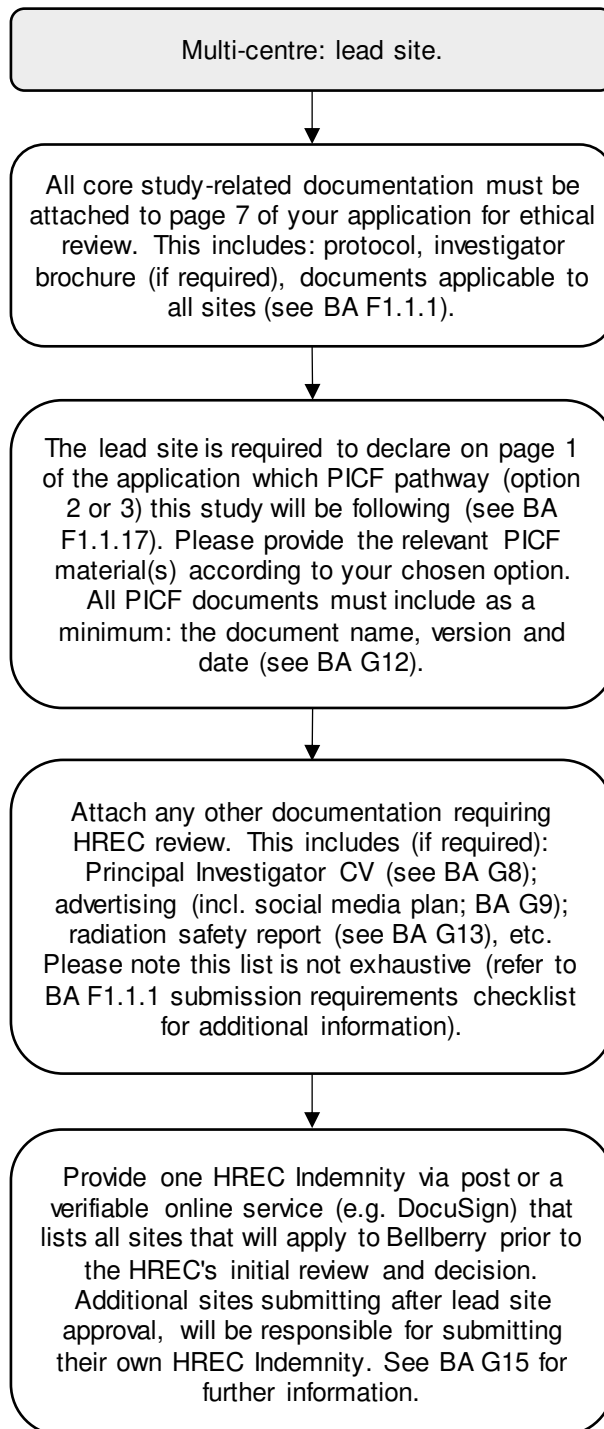 Multi-centre: lead site.
All core study-related documentation must be
attached to page 7 of your application for ethical
review. This includes: protocol, investigator
brochure (if required), documents applicable to
all sites (see BA F1.1.1).
The lead site is required to declare on page 1
of the application which PICF pathway (option
2 or 3) this study will be following (see BA
F1.1.17). Please provide the relevant PICF
material(s) according to your chosen option.
All PICF documents must include as a
minimum: the document name, version and
date (see BA G12).
Attach any other documentation requiring
HREC review. This includes (if required):
Principal Investigator CV (see BA G8);
advertising (incl. social media plan; BA G9);
radiation safety report (see BA G13), etc.
Please note this list is not exhaustive (refer to
BA F1.1.1 submission requirements checklist
for additional information).
Provide one HREC Indemnity via post or a
verifiable online service (e.g. DocuSign) that
lists all sites that will apply to Bellberry prior to
the HREC's initial review and decision.
Additional sites submitting after lead site
approval, will be responsible for submitting
their own HREC Indemnity. See BA G15 for
further information.